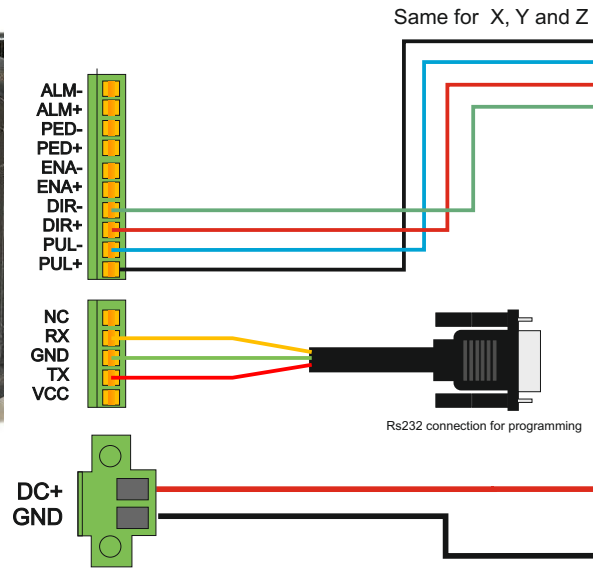 Same for X, Y and Z
ALM-
ALM+
PED-
PED+
ENA-
ENA+
DIR-
DIR+
PUL-
PUL+
NC
RX
GND
TX
VCC
Rs232 connection for programming
DC+
GND